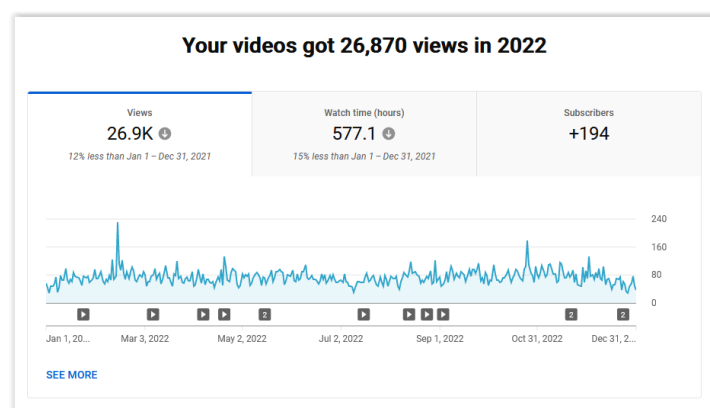 Your videos got 26,870 views in 2022
Views
26.9K
12% less than Jan 1 – Dec 31, 2021
Watch time (hours)
577.1
15% less than Jan 1 – Dec 31, 2021
Subscribers
+194
240
160
80
0
2
2
2
Jan 1, 20...
Mar 3, 2022
May 2, 2022
Jul 2, 2022
Sep 1, 2022
Oct 31, 2022
Dec 31, 2...
SEE MORE